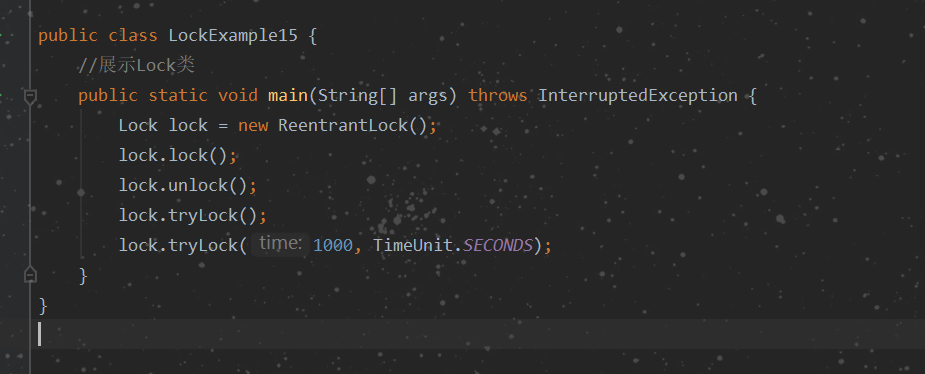 public class LockExample15 {
//展示Lock类
public static void main(String[] args) throws InterruptedException {
Lock lock = new ReentrantLock();
lock.lock();
lock.unlock();
lock.tryLock();
lock.tryLock( time: 1000, TimeUnit.SECONDS);
}
}